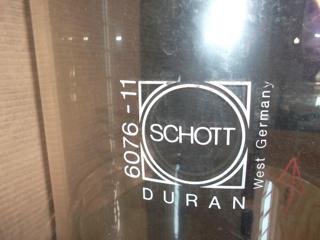 6076-11
SCHOTT
DURAN
West Germany